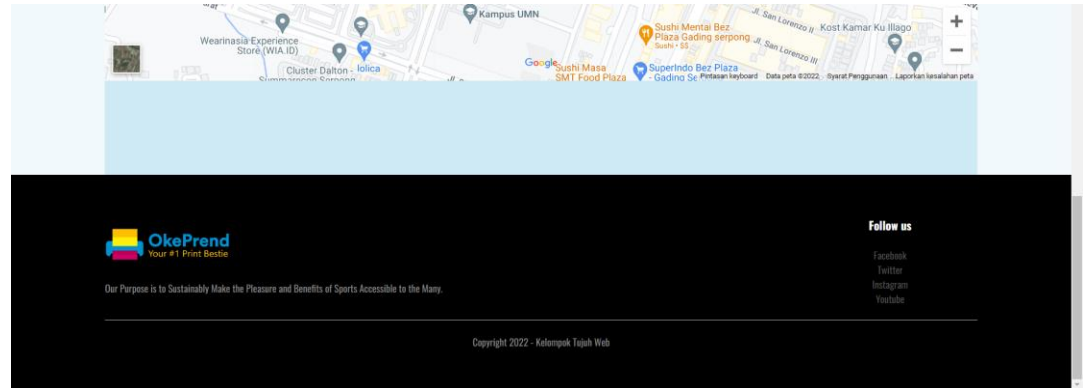 Kampus UMN
Wearinasia Experience
Store (WIA.ID)
Cluster Dalton -
Iolica
Google
Sushi Masa
SMT Food Plaza
Sushi Mentai Bez
Plaza Gading serpong
Sushi • $$
Jl. San Lorenzo II
Jl. San Lorenzo III
Kost Kamar Ku Illago
Superindo Bez Plaza
- Gading Se
Pintasan keyboard Data peta ©2022 Syarat Penggunaan Laporkan kesalahan peta
OkePrend
Your #1 Print Bestie
Our Purpose is to Sustainably Make the Pleasure and Benefits of Sports Accessible to the Many.
Follow us
Facebook
Twitter
Instagram
Youtube
Copyright 2022 - Kelompok Tujuh Web